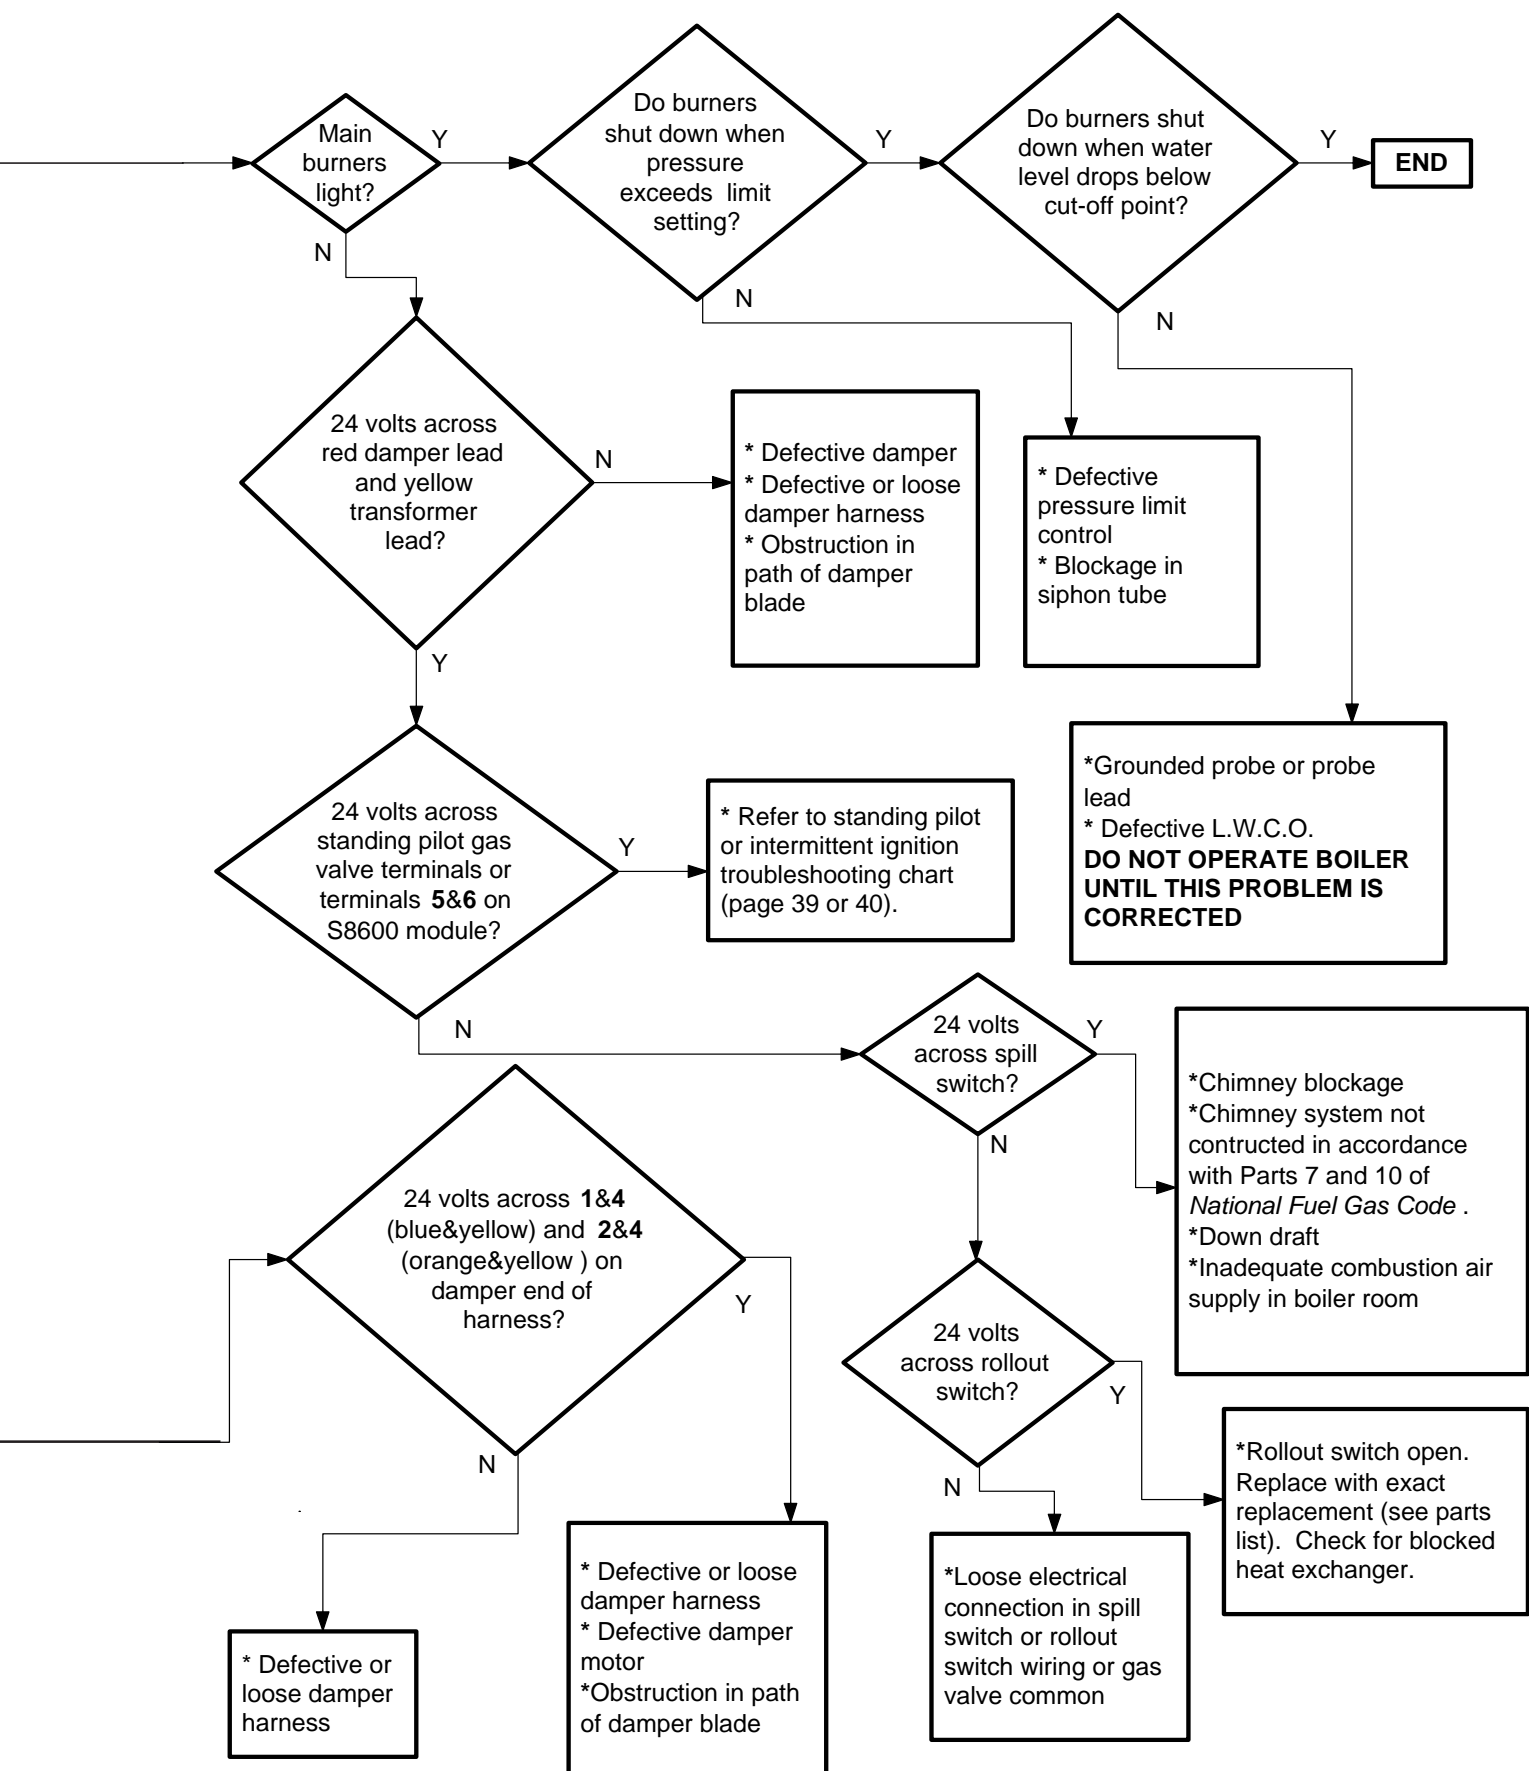 Main
burners
light?
Y
N
Do burners
shut down when
pressure
exceeds limit
setting?
Y
N
Do burners shut
down when water
level drops below
cut-off point?
Y
N
END
24 volts across
red damper lead
and yellow
transformer
lead?
N
Y
* Defective damper
* Defective or loose
damper harness
* Obstruction in
path of damper
blade
* Defective
pressure limit
control
* Blockage in
siphon tube
*Grounded probe or probe
lead
* Defective L.W.C.O.
DO NOT OPERATE BOILER
UNTIL THIS PROBLEM IS
CORRECTED
24 volts across
standing pilot gas
valve terminals or
terminals 5&6 on
S8600 module?
Y
N
* Refer to standing pilot
or intermittent ignition
troubleshooting chart
(page 39 or 40).
24 volts
across spill
switch?
Y
N
*Chimney blockage
*Chimney system not
contructed in accordance
with Parts 7 and 10 of
National Fuel Gas Code .
*Down draft
*Inadequate combustion air
supply in boiler room
24 volts across 1&4
(blue&yellow) and 2&4
(orange&yellow ) on
damper end of
harness?
Y
N
24 volts
across rollout
switch?
Y
N
*Rollout switch open.
Replace with exact
replacement (see parts
list). Check for blocked
heat exchanger.
*Loose electrical
connection in spill
switch or rollout
switch wiring or gas
valve common
* Defective or loose
damper harness
* Defective damper
motor
*Obstruction in path
of damper blade
* Defective or
loose damper
harness